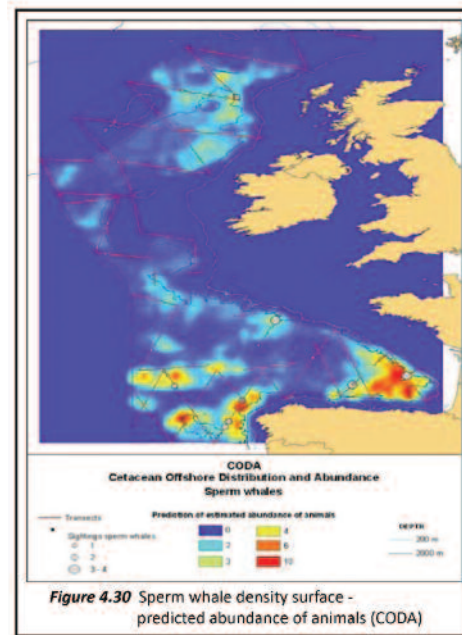 CODA
Cetacean Offshore Distribution and Abundance
Sperm whales
Transects
Sightings sperm whales
1
2
3 - 4
Prediction of estimated abundance of animals
0
2
3
4
6
10
DEPTH
200 m
2000 m
Figure 4.30 Sperm whale density surface -
predicted abundance of animals (CODA)